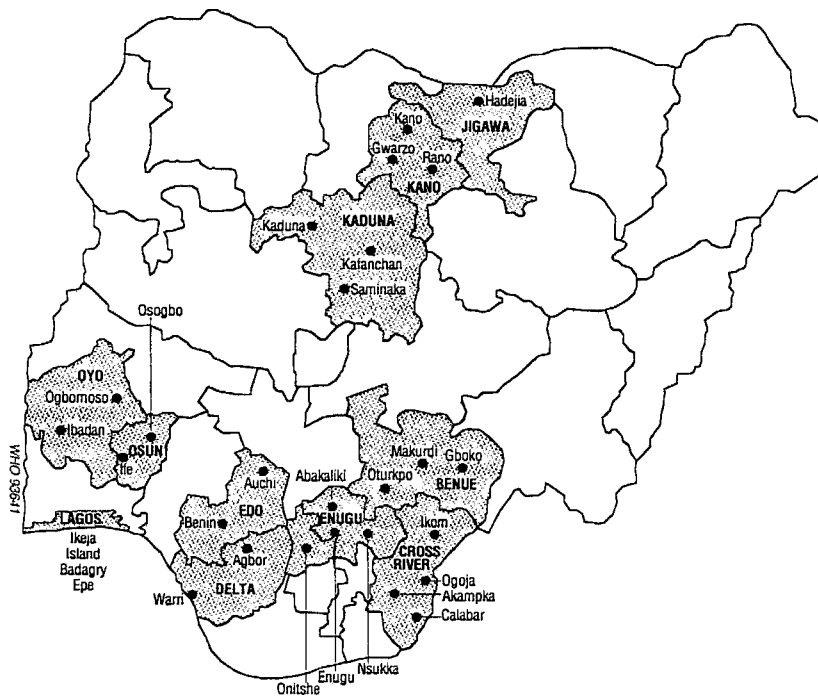 Hadejia
JIGAWA
Kano
Gwarzo
Rano
KANO
KADUNA
Kaduna
Kafanchan
Saminaka
Osogbo
OYO
Ogbomoso
Ibadan
OSUN
Ife
WHO 92641
LAGOS
Ikeja
Island
Badagry
Epe
Auchi
EDO
Benin
Agbor
DELTA
Warri
Abakaliki
ENUGU
Makurdi
Gboko
Oturkpo
BENUE
Ikom
CROSS
RIVER
Ogoja
Akampka
Calabar
Nsukka
Enugu
Onitshe